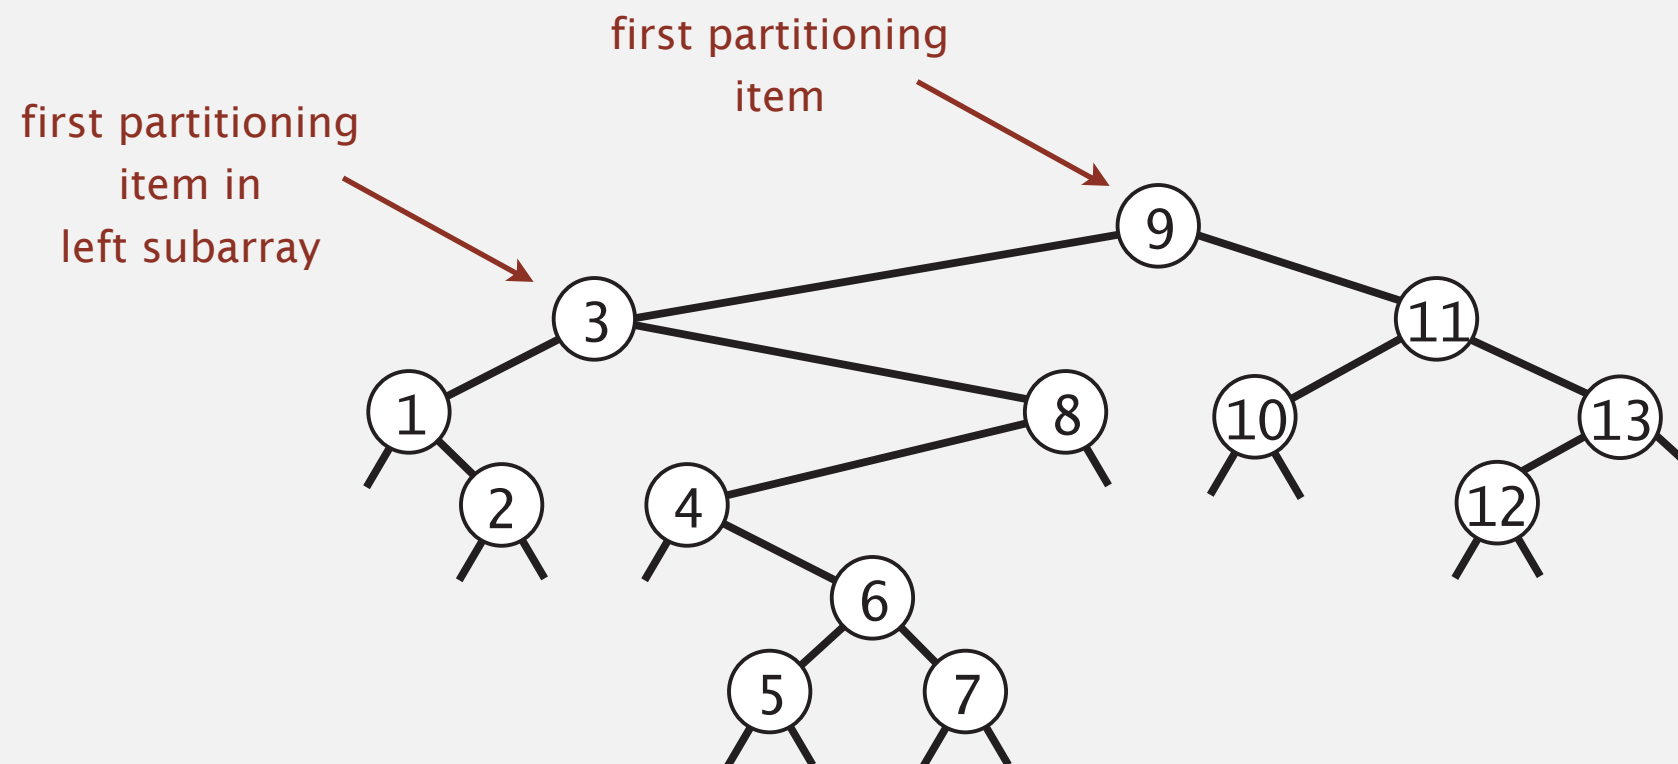 first partitioning
item
first partitioning
item in
left subarray
9
3
11
1
8
10
13
2
4
12
6
5
7